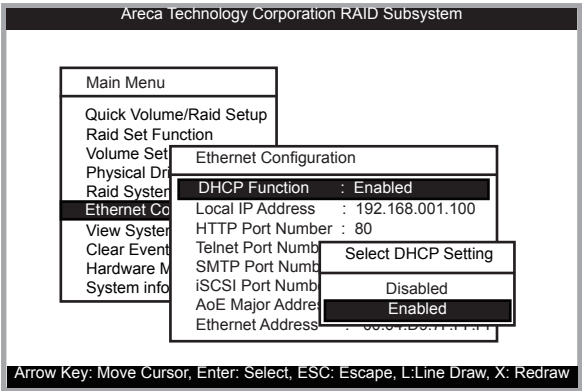 Areca Technology Corporation RAID Subsystem
Main Menu
Quick Volume/Raid Setup
Raid Set Function
Volume Set
Physical Dri
Raid System
Ethernet Co
View System
Clear Event
Hardware M
System info
Ethernet Configuration
DHCP Function : Enabled
Local IP Address : 192.168.001.100
HTTP Port Number : 80
Telnet Port Numb
SMTP Port Numb
iSCSI Port Numb
AoE Major Addres
Ethernet Address :
Select DHCP Setting
Disabled
Enabled
Arrow Key: Move Cursor, Enter: Select, ESC: Escape, L:Line Draw, X: Redraw